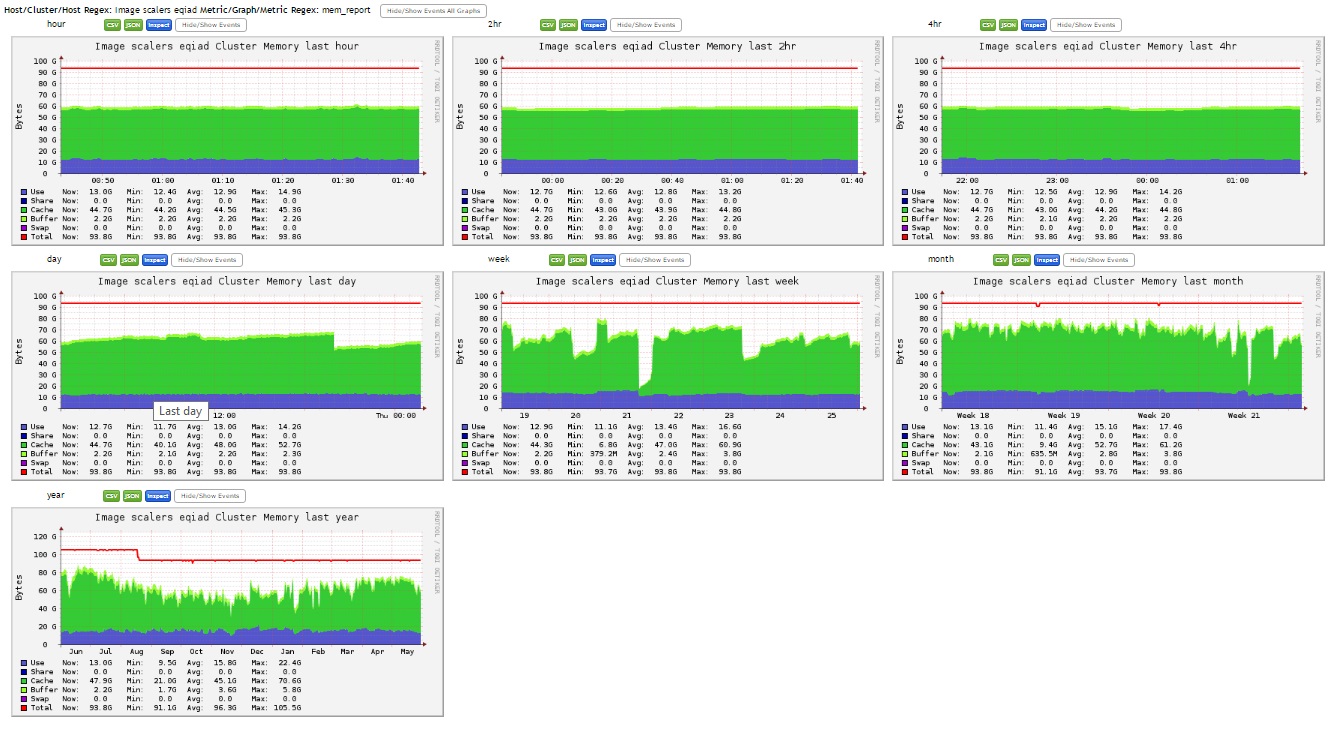 Host/Cluster/Host Regex: Image scalers eqiad Metric/Graph/Metric Regex: mem_report Hide/Show Events All Graphs
hour CSV JSON Inspect Hide/Show Events
Image scalers eqiad Cluster Memory last hour
RRDTOOL / TOBI OETIKER
Bytes
100 G
90 G
80 G
70 G
60 G
50 G
40 G
30 G
20 G
10 G
0
00:50 01:00 01:10 01:20 01:30 01:40
Use Now: 13.0G Min: 12.4G Avg: 12.9G Max: 14.9G
Share Now: 0.0 Min: 0.0 Avg: 0.0 Max: 0.0
Cache Now: 44.7G Min: 44.2G Avg: 44.5G Max: 45.3G
Buffer Now: 2.2G Min: 2.2G Avg: 2.2G Max: 2.2G
Swap Now: 0.0 Min: 0.0 Avg: 0.0 Max: 0.0
Total Now: 93.8G Min: 93.8G Avg: 93.8G Max: 93.8G
2hr CSV JSON Inspect Hide/Show Events
Image scalers eqiad Cluster Memory last 2hr
RRDTOOL / TOBI OETIKER
Bytes
100 G
90 G
80 G
70 G
60 G
50 G
40 G
30 G
20 G
10 G
0
00:00 00:20 00:40 01:00 01:20 01:40
Use Now: 12.7G Min: 12.6G Avg: 12.8G Max: 13.2G
Share Now: 0.0 Min: 0.0 Avg: 0.0 Max: 0.0
Cache Now: 44.7G Min: 43.0G Avg: 43.9G Max: 44.8G
Buffer Now: 2.2G Min: 2.2G Avg: 2.2G Max: 2.2G
Swap Now: 0.0 Min: 0.0 Avg: 0.0 Max: 0.0
Total Now: 93.8G Min: 93.8G Avg: 93.8G Max: 93.8G
4hr CSV JSON Inspect Hide/Show Events
Image scalers eqiad Cluster Memory last 4hr
RRDTOOL / TOBI OETIKER
Bytes
100 G
90 G
80 G
70 G
60 G
50 G
40 G
30 G
20 G
10 G
0
22:00 23:00 00:00 01:00
Use Now: 12.7G Min: 12.5G Avg: 12.9G Max: 14.2G
Share Now: 0.0 Min: 0.0 Avg: 0.0 Max: 0.0
Cache Now: 44.7G Min: 43.0G Avg: 44.2G Max: 44.8G
Buffer Now: 2.2G Min: 2.1G Avg: 2.2G Max: 2.2G
Swap Now: 0.0 Min: 0.0 Avg: 0.0 Max: 0.0
Total Now: 93.8G Min: 93.8G Avg: 93.8G Max: 93.8G
day CSV JSON Inspect Hide/Show Events
Image scalers eqiad Cluster Memory last day
RRDTOOL / TOBI OETIKER
Bytes
100 G
90 G
80 G
70 G
60 G
50 G
40 G
30 G
20 G
10 G
0
Last day
12:00 Thu 00:00
Use Now: 12.7G Min: 11.7G Avg: 13.0G Max: 14.2G
Share Now: 0.0 Min: 0.0 Avg: 0.0 Max: 0.0
Cache Now: 44.7G Min: 40.1G Avg: 48.0G Max: 52.7G
Buffer Now: 2.2G Min: 2.1G Avg: 2.2G Max: 2.3G
Swap Now: 0.0 Min: 0.0 Avg: 0.0 Max: 0.0
Total Now: 93.8G Min: 93.8G Avg: 93.8G Max: 93.8G
week CSV JSON Inspect Hide/Show Events
Image scalers eqiad Cluster Memory last week
RRDTOOL / TOBI OETIKER
Bytes
100 G
90 G
80 G
70 G
60 G
50 G
40 G
30 G
20 G
10 G
0
19 20 21 22 23 24 25
Use Now: 12.9G Min: 11.1G Avg: 13.4G Max: 16.6G
Share Now: 0.0 Min: 0.0 Avg: 0.0 Max: 0.0
Cache Now: 44.3G Min: 6.8G Avg: 47.0G Max: 60.9G
Buffer Now: 2.2G Min: 379.2M Avg: 2.4G Max: 3.8G
Swap Now: 0.0 Min: 0.0 Avg: 0.0 Max: 0.0
Total Now: 93.8G Min: 93.7G Avg: 93.8G Max: 93.8G
month CSV JSON Inspect Hide/Show Events
Image scalers eqiad Cluster Memory last month
RRDTOOL / TOBI OETIKER
Bytes
100 G
90 G
80 G
70 G
60 G
50 G
40 G
30 G
20 G
10 G
0
Week 18 Week 19 Week 20 Week 21
Use Now: 13.1G Min: 11.4G Avg: 15.1G Max: 17.4G
Share Now: 0.0 Min: 0.0 Avg: 0.0 Max: 0.0
Cache Now: 43.1G Min: 9.4G Avg: 52.7G Max: 61.2G
Buffer Now: 2.1G Min: 635.5M Avg: 2.8G Max: 3.8G
Swap Now: 0.0 Min: 0.0 Avg: 0.0 Max: 0.0
Total Now: 93.8G Min: 91.1G Avg: 93.7G Max: 93.8G
year CSV JSON Inspect Hide/Show Events
Image scalers eqiad Cluster Memory last year
RRDTOOL / TOBI OETIKER
Bytes
120 G
100 G
80 G
60 G
40 G
20 G
0
Jun Jul Aug Sep Oct Nov Dec Jan Feb Mar Apr May
Use Now: 13.0G Min: 9.5G Avg: 15.8G Max: 22.4G
Share Now: 0.0 Min: 0.0 Avg: 0.0 Max: 0.0
Cache Now: 47.9G Min: 21.0G Avg: 45.1G Max: 70.6G
Buffer Now: 2.2G Min: 1.7G Avg: 3.6G Max: 5.8G
Swap Now: 0.0 Min: 0.0 Avg: 0.0 Max: 0.0
Total Now: 93.8G Min: 91.1G Avg: 96.3G Max: 105.5G